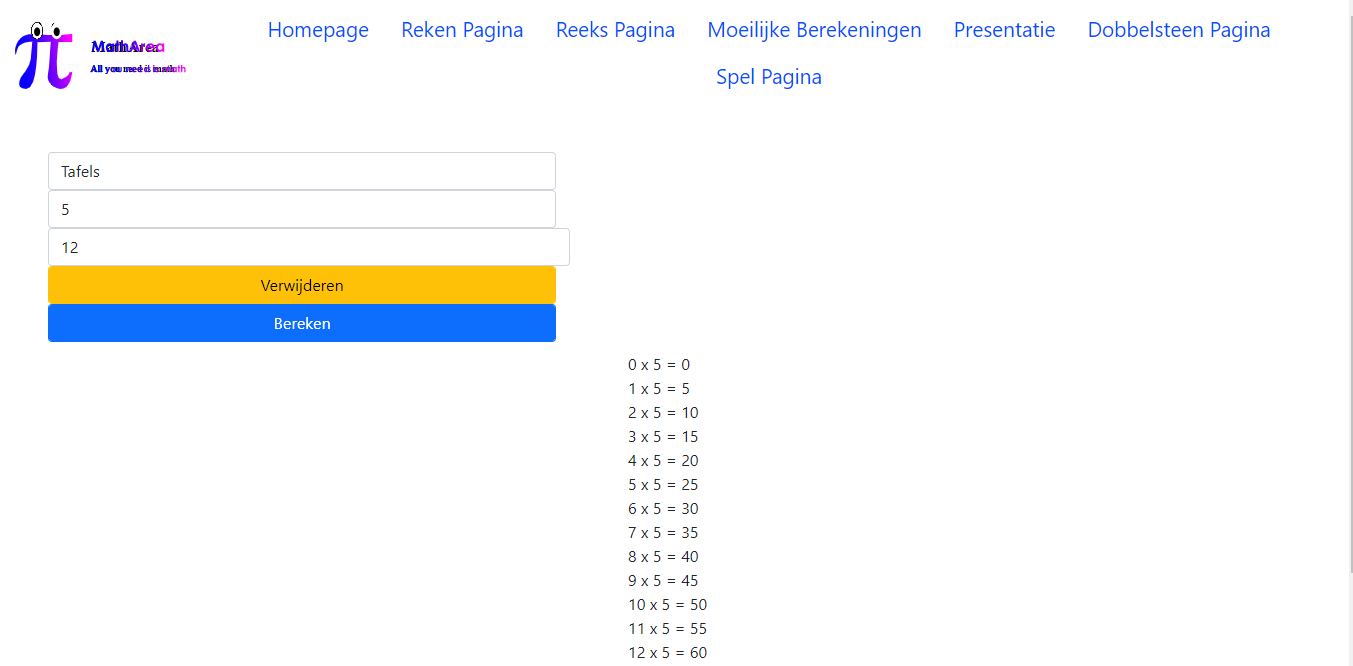 MathArea
All you need is math
Homepage Reken Pagina Reeks Pagina Moeilijke Berekeningen Presentatie Dobbelsteen Pagina
Spel Pagina
Tafels
5
12
Verwijderen
Bereken
0 x 5 = 0
1 x 5 = 5
2 x 5 = 10
3 x 5 = 15
4 x 5 = 20
5 x 5 = 25
6 x 5 = 30
7 x 5 = 35
8 x 5 = 40
9 x 5 = 45
10 x 5 = 50
11 x 5 = 55
12 x 5 = 60